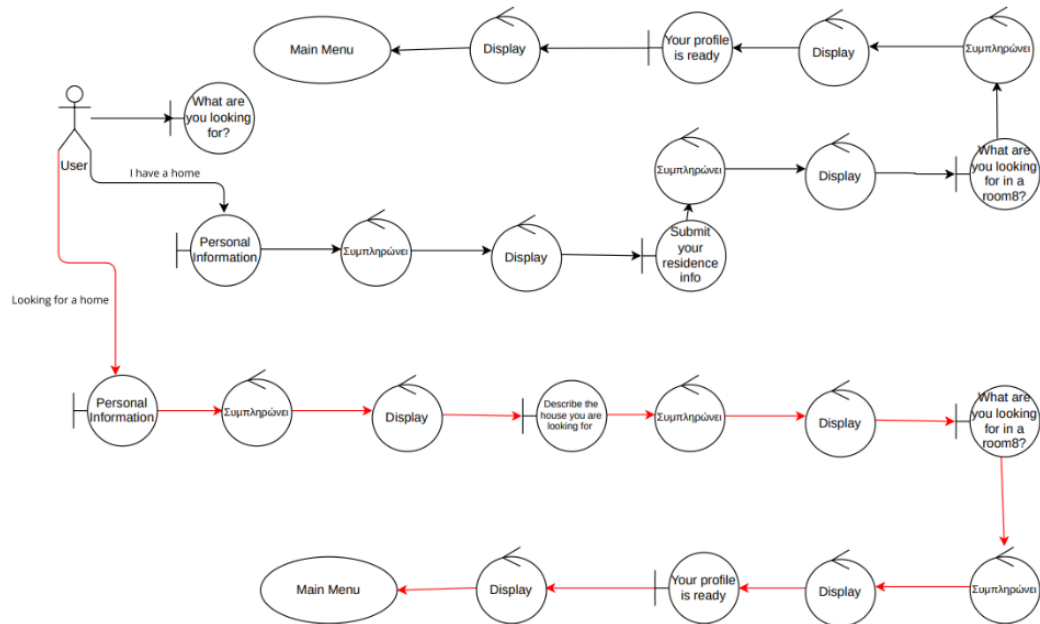 Main Menu
Display
Your profile
is ready
Display
Συμπληρώνει
What are
you looking
for?
User
I have a home
Συμπληρώνει
Display
What are
you looking
for in a
room8?
Personal
Information
Συμπληρώνει
Display
Submit
your
residence
info
Looking for a home
Personal
Information
Συμπληρώνει
Display
Describe the
house you are
looking for
Συμπληρώνει
Display
What are
you looking
for in a
room8?
Main Menu
Display
Your profile
is ready
Display
Συμπληρώνει